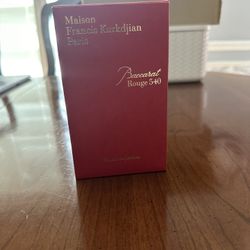 Maison
Francis Kurkdjian
Paris
Baccarat
Rouge 540